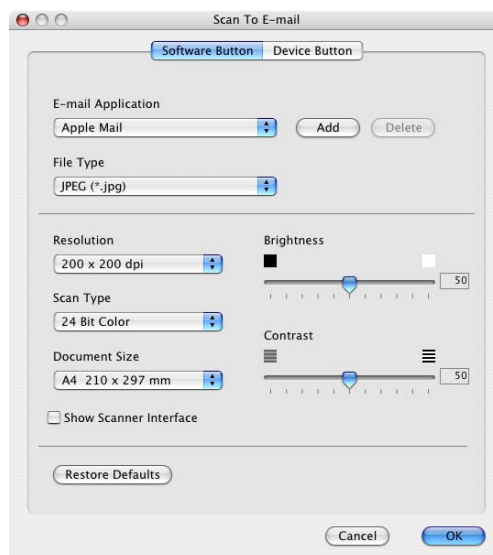 Scan To E-mail
Software Button Device Button
E-mail Application
Apple Mail Add Delete
File Type
JPEG (*.jpg)
Resolution
200 x 200 dpi
Scan Type
24 Bit Color
Document Size
A4 210 x 297 mm
Show Scanner Interface
Brightness
50
Contrast
50
Restore Defaults
Cancel OK